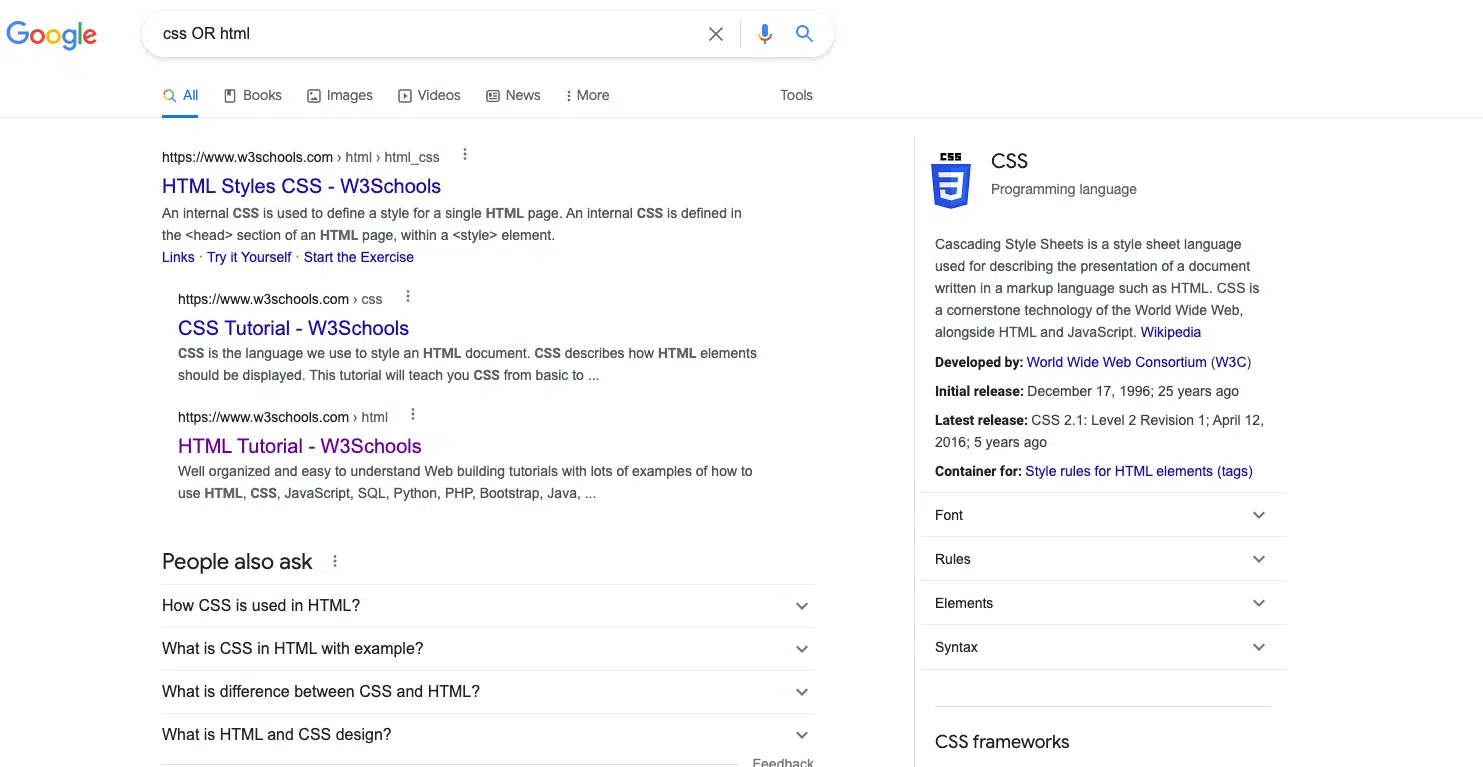 Google
css OR html
All
Books
Images
Videos
News
More
Tools
https://www.w3schools.com › html › html_css
HTML Styles CSS - W3Schools
An internal CSS is used to define a style for a single HTML page. An internal CSS is defined in
the <head> section of an HTML page, within a <style> element.
Links · Try it Yourself · Start the Exercise
https://www.w3schools.com › css
CSS Tutorial - W3Schools
CSS is the language we use to style an HTML document. CSS describes how HTML elements
should be displayed. This tutorial will teach you CSS from basic to ...
https://www.w3schools.com › html
HTML Tutorial - W3Schools
Well organized and easy to understand Web building tutorials with lots of examples of how to
use HTML, CSS, JavaScript, SQL, Python, PHP, Bootstrap, Java, ...
People also ask
How CSS is used in HTML?
What is CSS in HTML with example?
What is difference between CSS and HTML?
What is HTML and CSS design?
Feedback
CSS
3
CSS
Programming language
Cascading Style Sheets is a style sheet language
used for describing the presentation of a document
written in a markup language such as HTML. CSS is
a cornerstone technology of the World Wide Web,
alongside HTML and JavaScript. Wikipedia
Developed by: World Wide Web Consortium (W3C)
Initial release: December 17, 1996; 25 years ago
Latest release: CSS 2.1: Level 2 Revision 1; April 12,
2016; 5 years ago
Container for: Style rules for HTML elements (tags)
Font
Rules
Elements
Syntax
CSS frameworks